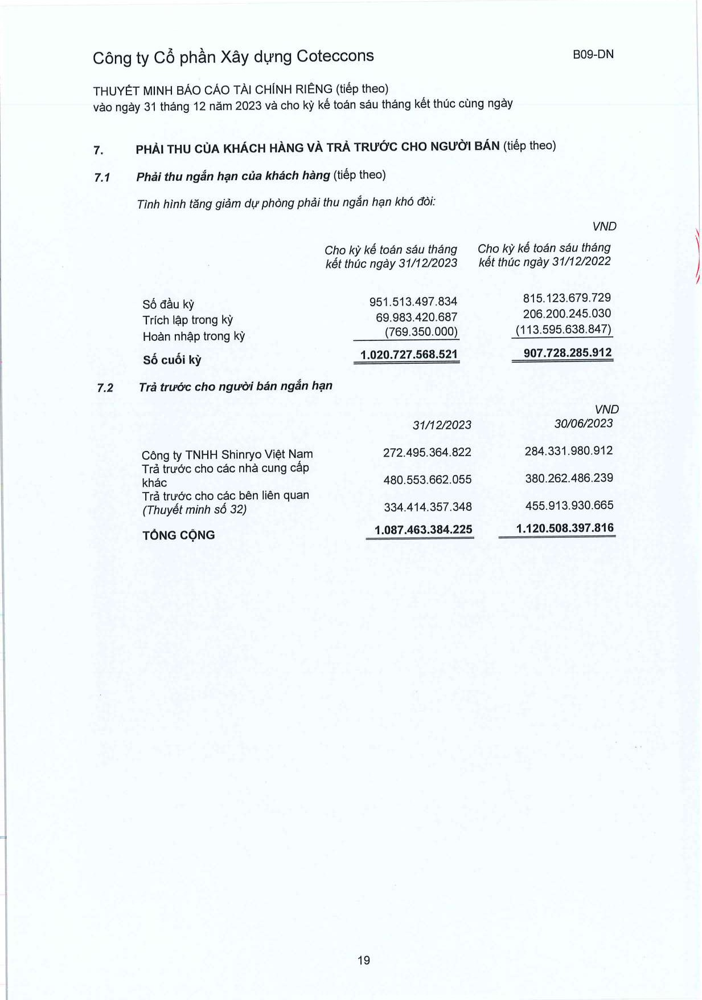 Công ty Cổ phần Xây dựng Coteccons B09-DN
THUYẾT MINH BÁO CÁO TÀI CHÍNH RIÊNG (tiếp theo)
vào ngày 31 tháng 12 năm 2023 và cho kỳ kế toán sáu tháng kết thúc cùng ngày
7. PHẢI THU CỦA KHÁCH HÀNG VÀ TRẢ TRƯỚC CHO NGƯỜI BÁN (tiếp theo)
7.1 Phải thu ngắn hạn của khách hàng (tiếp theo)
Tình hình tăng giảm dự phòng phải thu ngắn hạn khó đòi:
VND
Cho kỳ kế toán sáu tháng Cho kỳ kế toán sáu tháng
kết thúc ngày 31/12/2023 kết thúc ngày 31/12/2022
Số đầu kỳ 951.513.497.834 815.123.679.729
Trích lập trong kỳ 69.983.420.687 206.200.245.030
Hoàn nhập trong kỳ (769.350.000) (113.595.638.847)
Số cuối kỳ 1.020.727.568.521 907.728.285.912
7.2 Trả trước cho người bán ngắn hạn
VND
31/12/2023 30/06/2023
Công ty TNHH Shinryo Việt Nam 272.495.364.822 284.331.980.912
Trả trước cho các nhà cung cấp
khác 480.553.662.055 380.262.486.239
Trả trước cho các bên liên quan
(Thuyết minh số 32) 334.414.357.348 455.913.930.665
TỔNG CỘNG 1.087.463.384.225 1.120.508.397.816
19